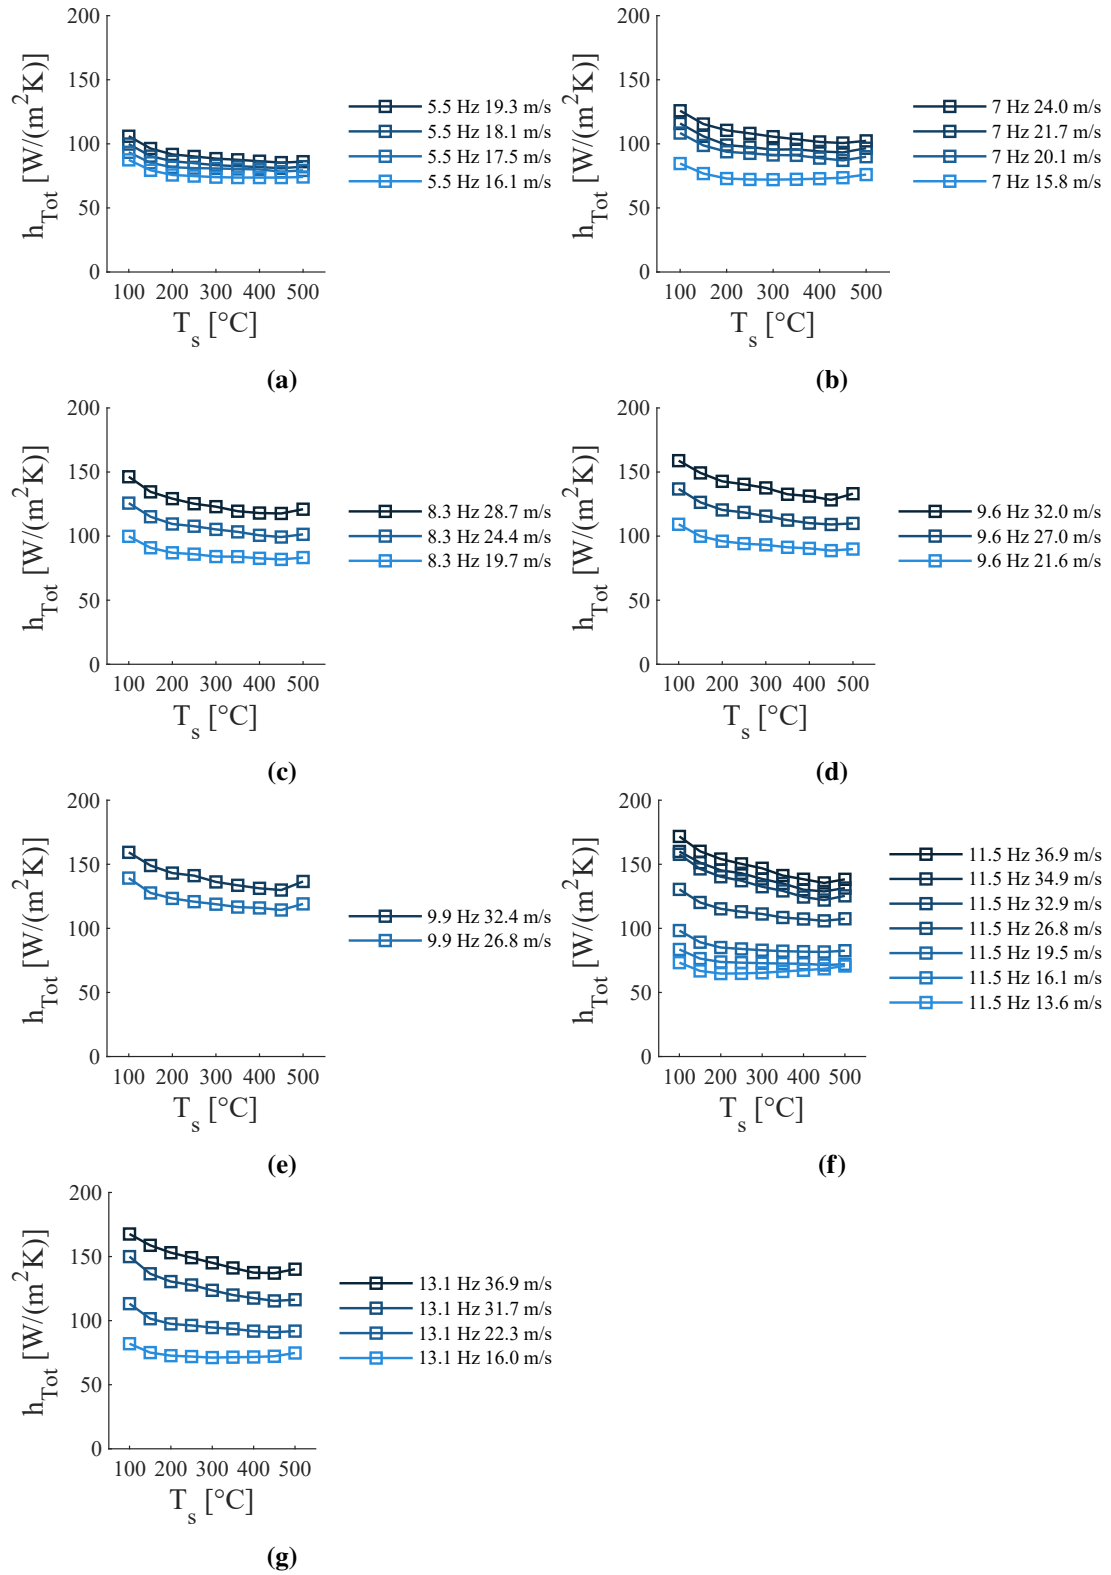 200
150
100
50
0
h_Tot [W/(m²K)]
100 200 300 400 500
T_s [°C]
5.5 Hz 19.3 m/s
5.5 Hz 18.1 m/s
5.5 Hz 17.5 m/s
5.5 Hz 16.1 m/s
(a)
200
150
100
50
0
h_Tot [W/(m²K)]
100 200 300 400 500
T_s [°C]
7 Hz 24.0 m/s
7 Hz 21.7 m/s
7 Hz 20.1 m/s
7 Hz 15.8 m/s
(b)
200
150
100
50
0
h_Tot [W/(m²K)]
100 200 300 400 500
T_s [°C]
8.3 Hz 28.7 m/s
8.3 Hz 24.4 m/s
8.3 Hz 19.7 m/s
(c)
200
150
100
50
0
h_Tot [W/(m²K)]
100 200 300 400 500
T_s [°C]
9.6 Hz 32.0 m/s
9.6 Hz 27.0 m/s
9.6 Hz 21.6 m/s
(d)
200
150
100
50
0
h_Tot [W/(m²K)]
100 200 300 400 500
T_s [°C]
9.9 Hz 32.4 m/s
9.9 Hz 26.8 m/s
(e)
200
150
100
50
0
h_Tot [W/(m²K)]
100 200 300 400 500
T_s [°C]
11.5 Hz 36.9 m/s
11.5 Hz 34.9 m/s
11.5 Hz 32.9 m/s
11.5 Hz 26.8 m/s
11.5 Hz 19.5 m/s
11.5 Hz 16.1 m/s
11.5 Hz 13.6 m/s
(f)
200
150
100
50
0
h_Tot [W/(m²K)]
100 200 300 400 500
T_s [°C]
13.1 Hz 36.9 m/s
13.1 Hz 31.7 m/s
13.1 Hz 22.3 m/s
13.1 Hz 16.0 m/s
(g)